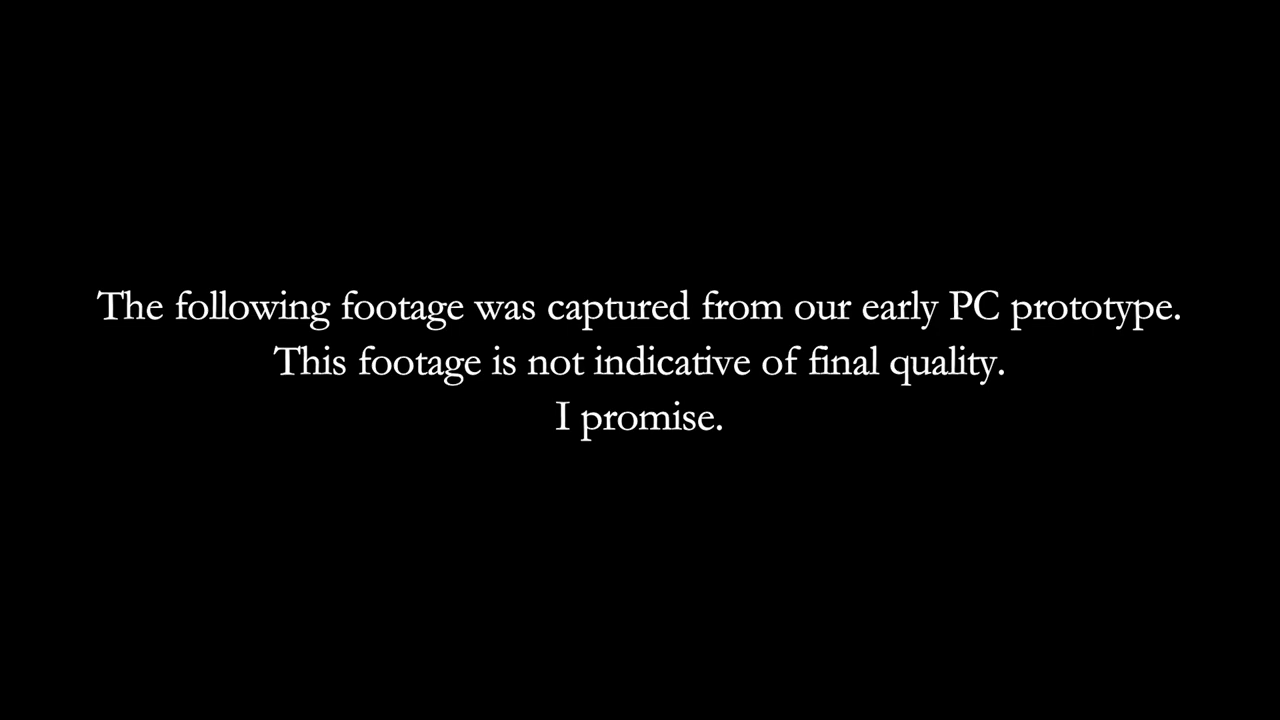 The following footage was captured from our early PC prototype.
This footage is not indicative of final quality.
I promise.